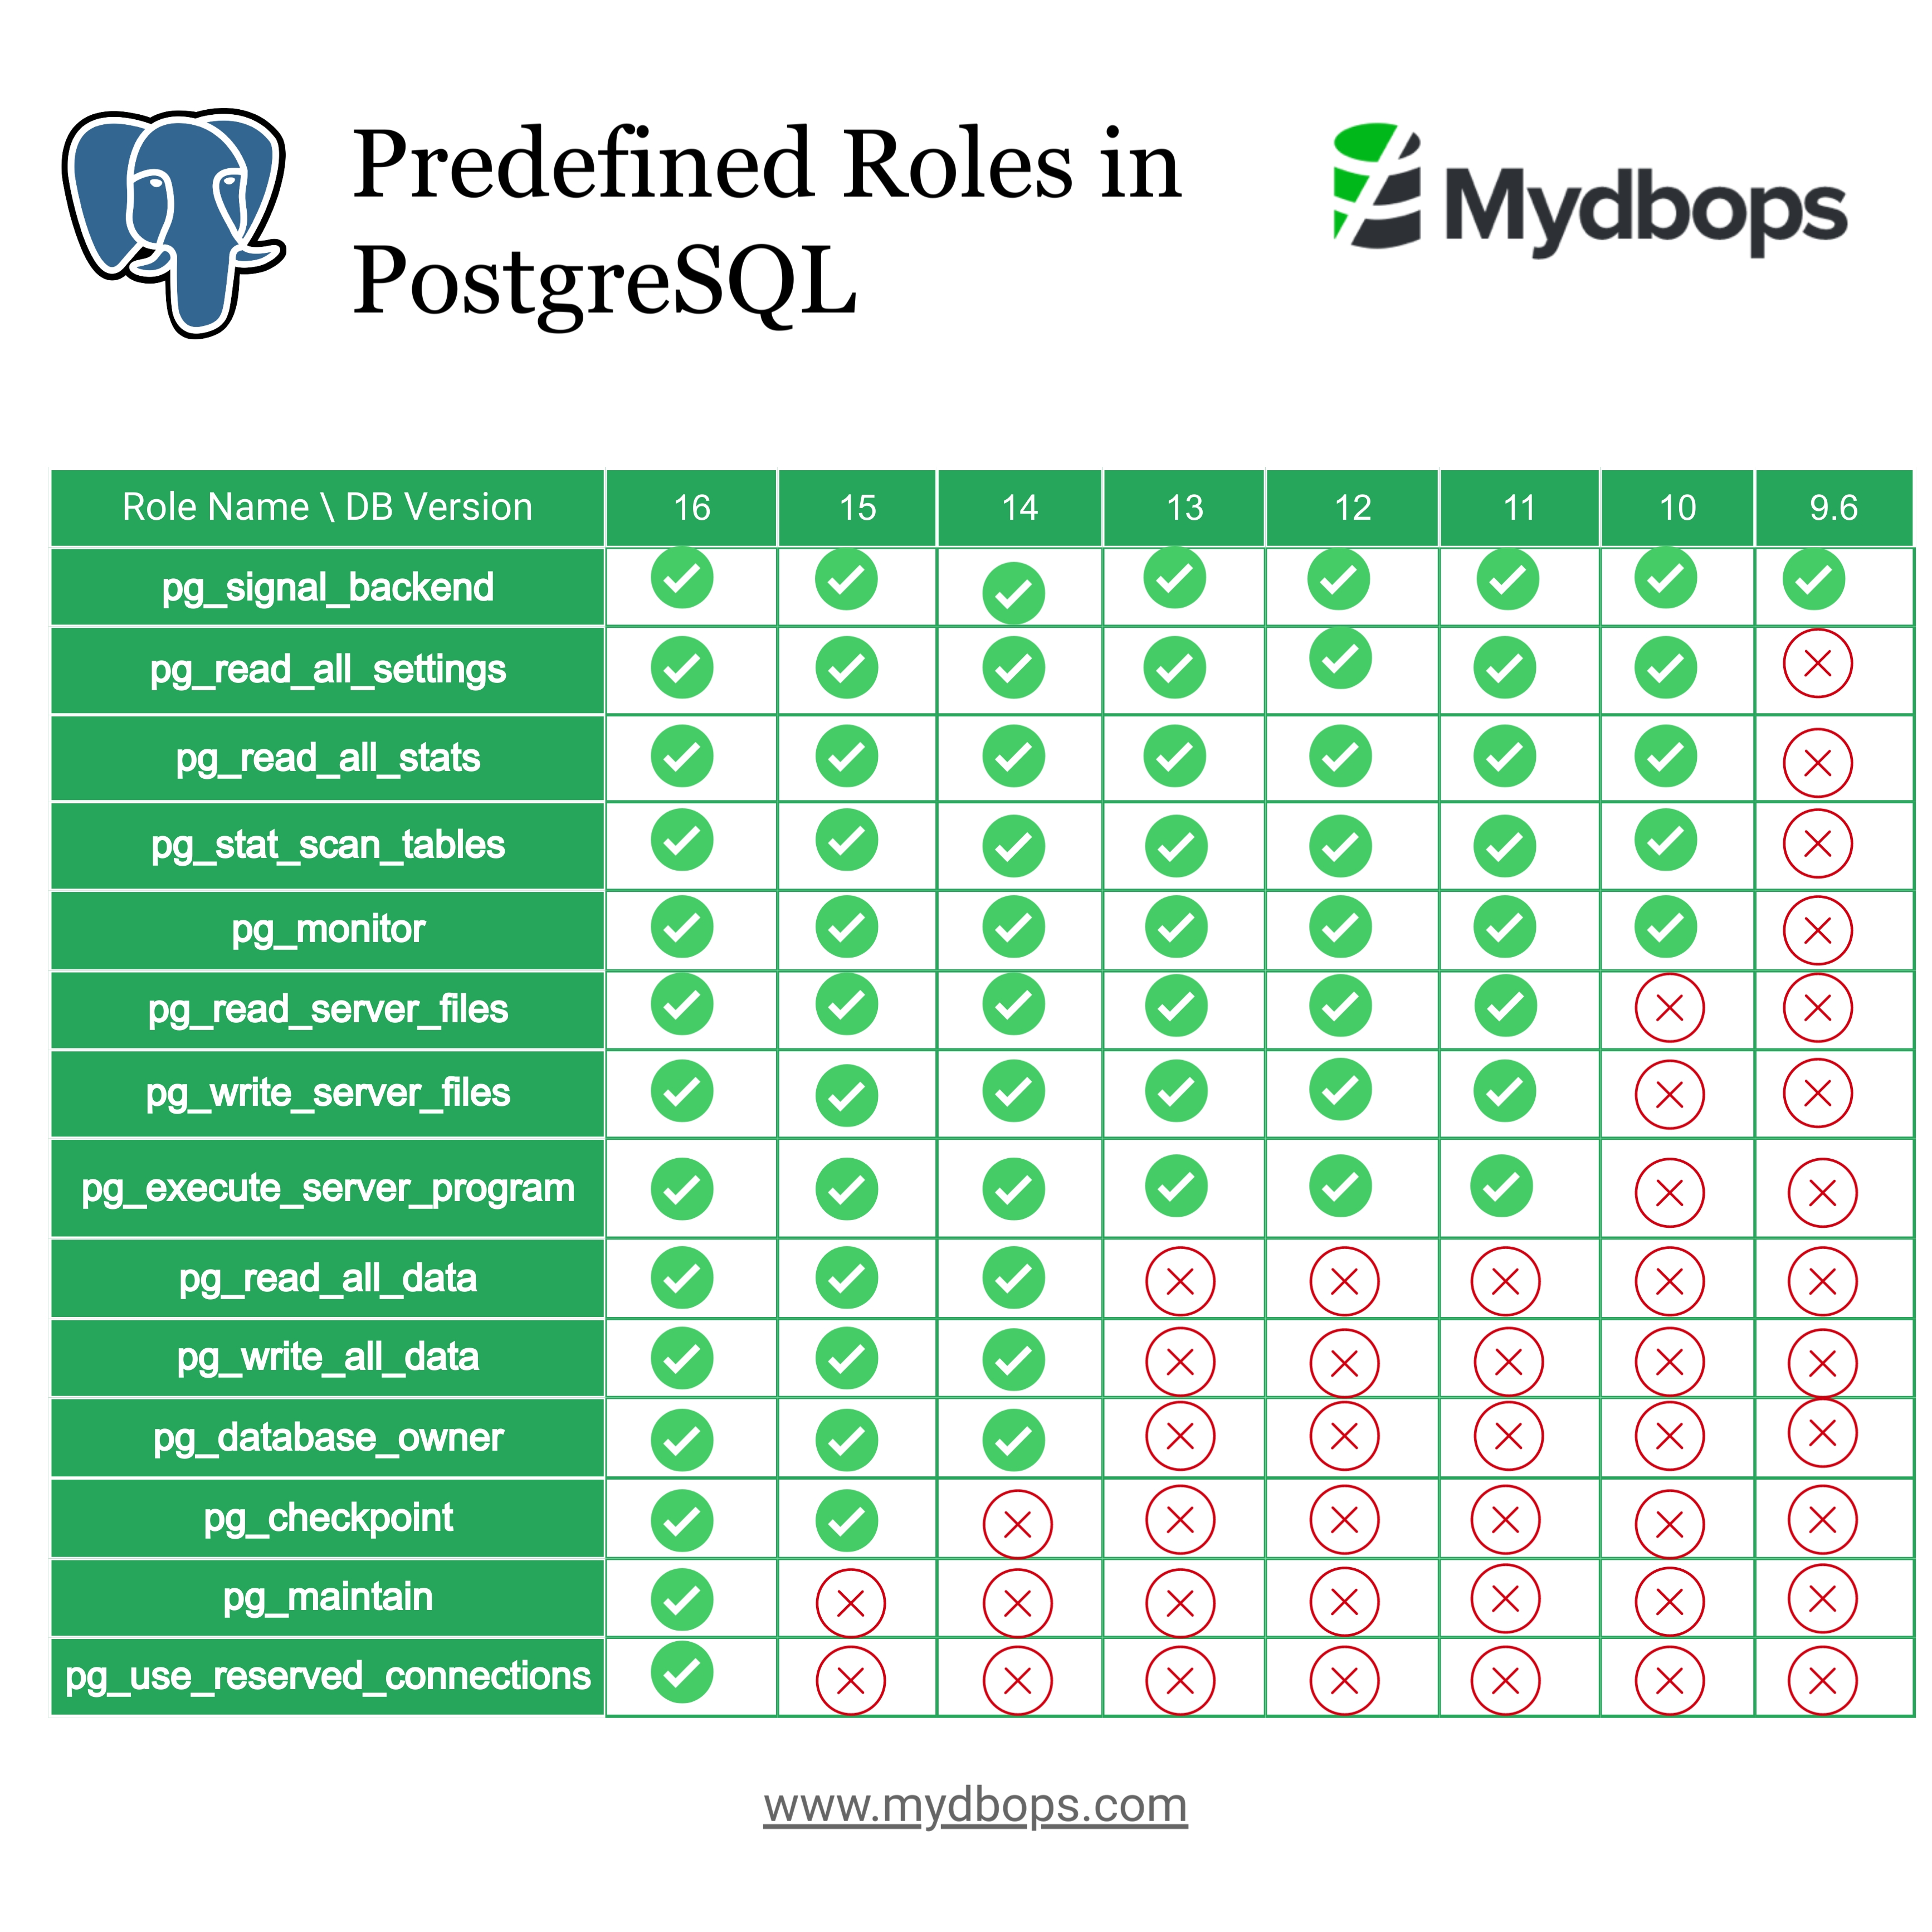 Predefined Roles in
PostgreSQL
Mydbops
Role Name \ DB Version 16 15 14 13 12 11 10 9.6
pg_signal_backend
pg_read_all_settings
pg_read_all_stats
pg_stat_scan_tables
pg_monitor
pg_read_server_files
pg_write_server_files
pg_execute_server_program
pg_read_all_data
pg_write_all_data
pg_database_owner
pg_checkpoint
pg_maintain
pg_use_reserved_connections
www.mydbops.com